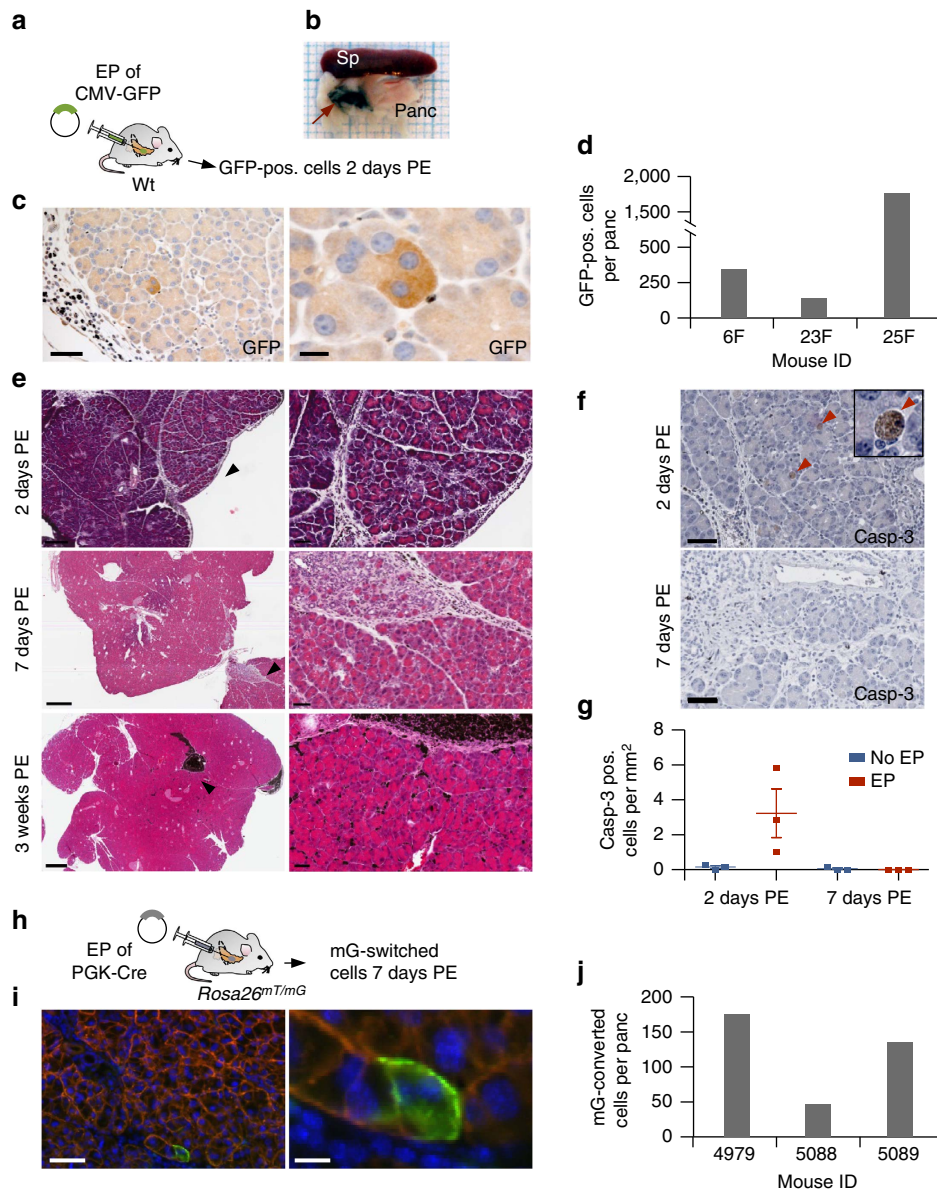 a
EP of
CMV-GFP
Wt
GFP-pos. cells 2 days PE
b
Sp
Panc
c
GFP
GFP
d
GFP-pos. cells
per panc
2,000
1,500
500
250
0
6F
23F
25F
Mouse ID
e
2 days PE
7 days PE
3 weeks PE
f
2 days PE
Casp-3
7 days PE
Casp-3
g
Casp-3 pos.
cells per mm²
8
6
4
2
0
No EP
EP
2 days PE
7 days PE
h
EP of
PGK-Cre
Rosa26mT/mG
mG-switched
cells 7 days PE
i
j
mG-converted
cells per panc
200
150
100
50
0
4979
5088
5089
Mouse ID